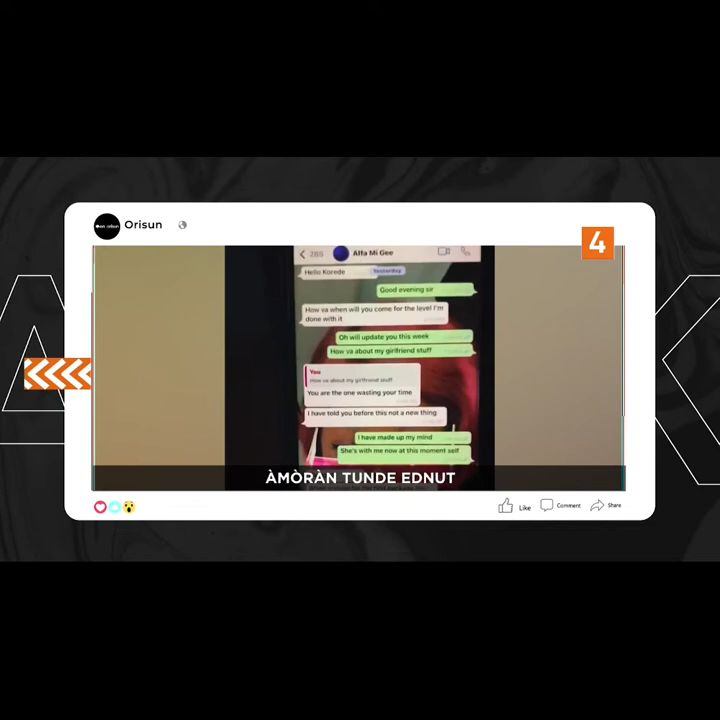 Orisun
4
285
Alfa Mi Gee
Hello Korede
Yesterday
Good evening sir
How va when will you come for the level I'm
done with it
Oh will update you this week
How va about my girlfriend stuff
You
How va about my girlfriend stuff
You are the one wasting your time
I have told you before this not a new thing
I have made up my mind
She's with me now at this moment self
ÀMÒRÀN TUNDE EDNUT
Like
Comment
Share